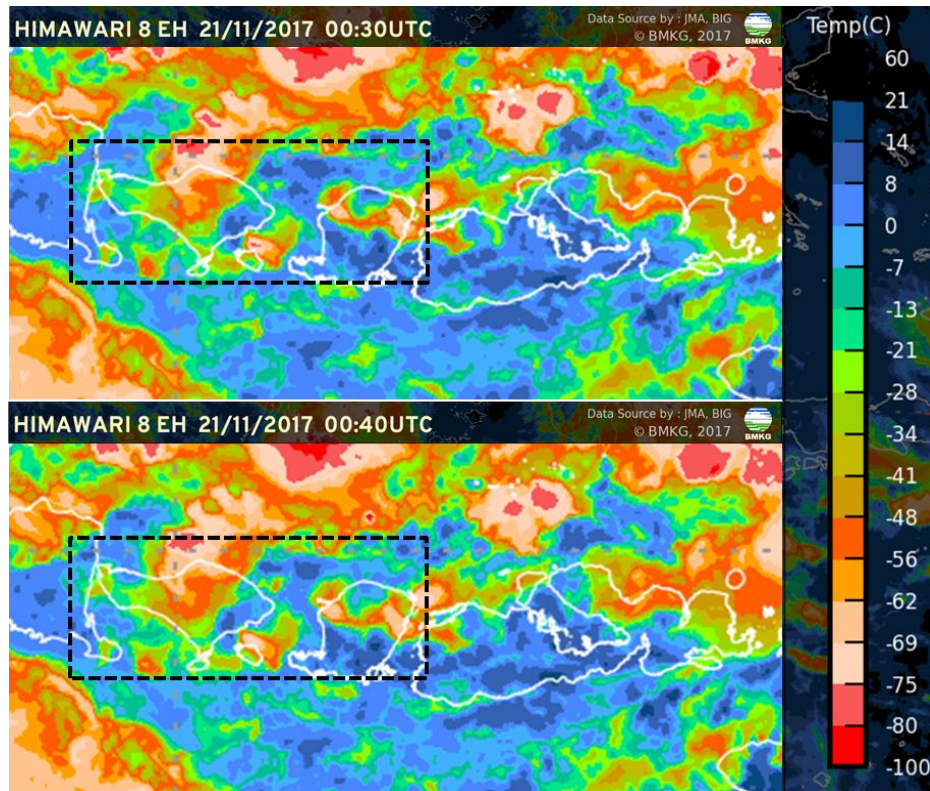 HIMAWARI 8 EH 21/11/2017 00:30UTC
Data Source by : JMA, BIG
© BMKG, 2017
BMKG
Temp(C)
60
21
14
8
0
-7
-13
-21
-28
-34
-41
-48
-56
-62
-69
-75
-80
-100
HIMAWARI 8 EH 21/11/2017 00:40UTC
Data Source by : JMA, BIG
© BMKG, 2017
BMKG